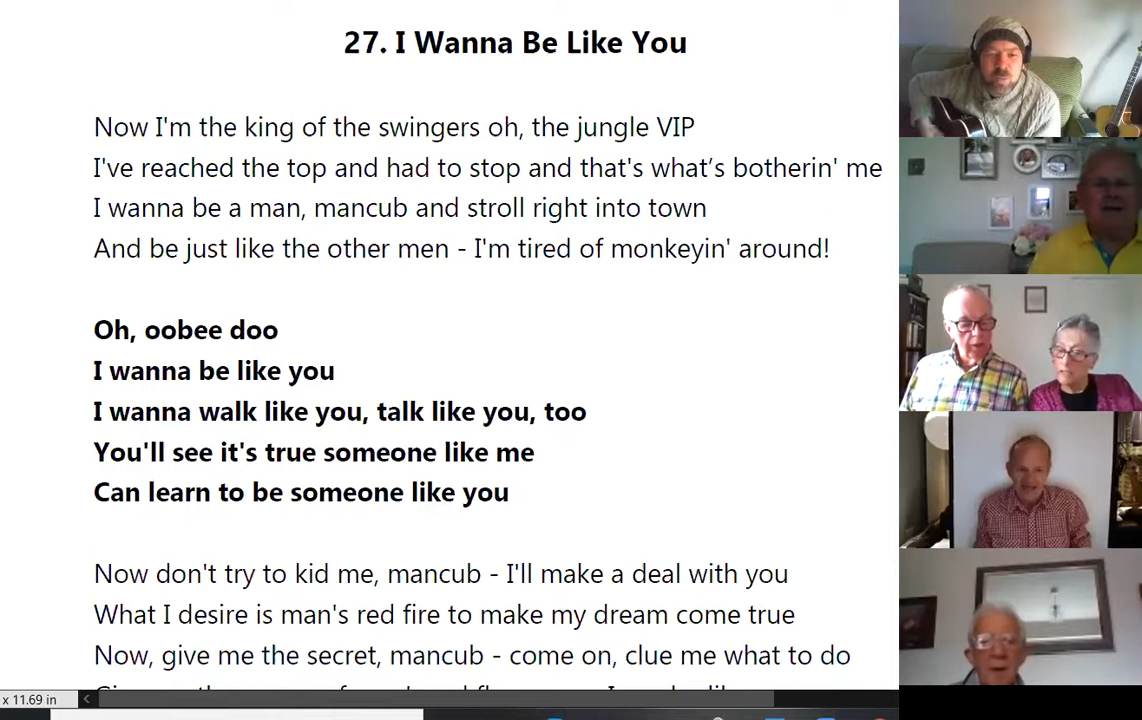 27. I Wanna Be Like You
Now I'm the king of the swingers oh, the jungle VIP
I've reached the top and had to stop and that's what’s botherin' me
I wanna be a man, mancub and stroll right into town
And be just like the other men - I'm tired of monkeyin' around!
Oh, oobee doo
I wanna be like you
I wanna walk like you, talk like you, too
You'll see it's true someone like me
Can learn to be someone like you
Now don't try to kid me, mancub - I'll make a deal with you
What I desire is man's red fire to make my dream come true
Now, give me the secret, mancub - come on, clue me what to do
x 11.69 in